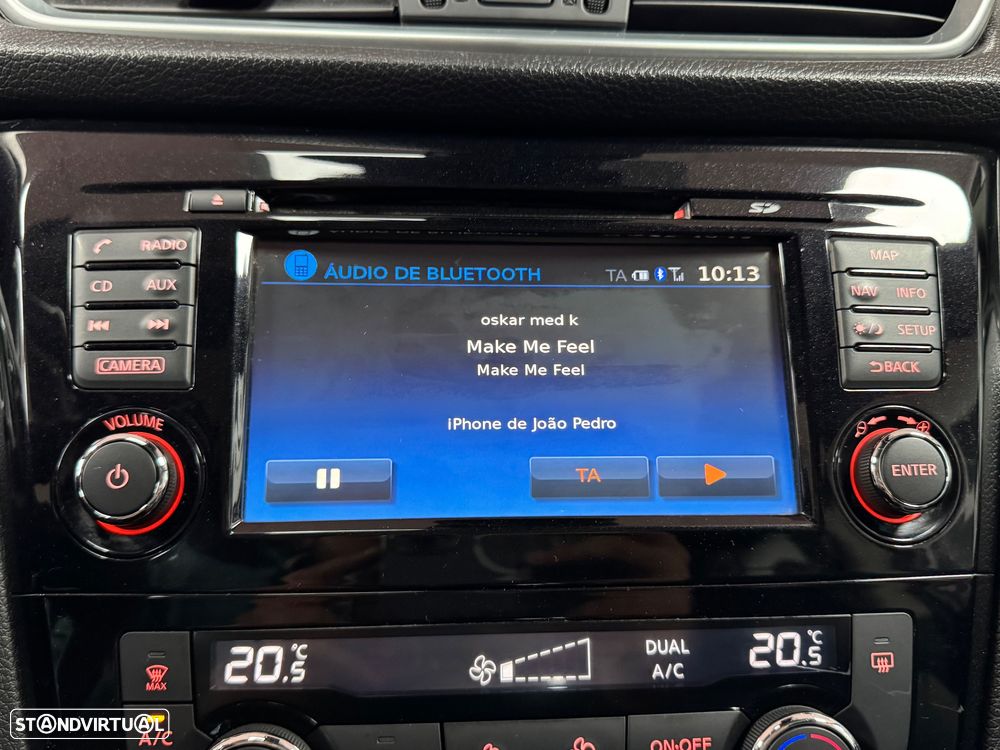 SD
RADIO
CD AUX
CAMERA
VOLUME
ÁUDIO DE BLUETOOTH TA 10:13
oskar med k
Make Me Feel
Make Me Feel
iPhone de João Pedro
TA
MAP
NAV INFO
SETUP
BACK
ENTER
20.5°C
DUAL
A/C
20.5°C
MAX
A/C
ON·OFF
STANDVIRTUAL